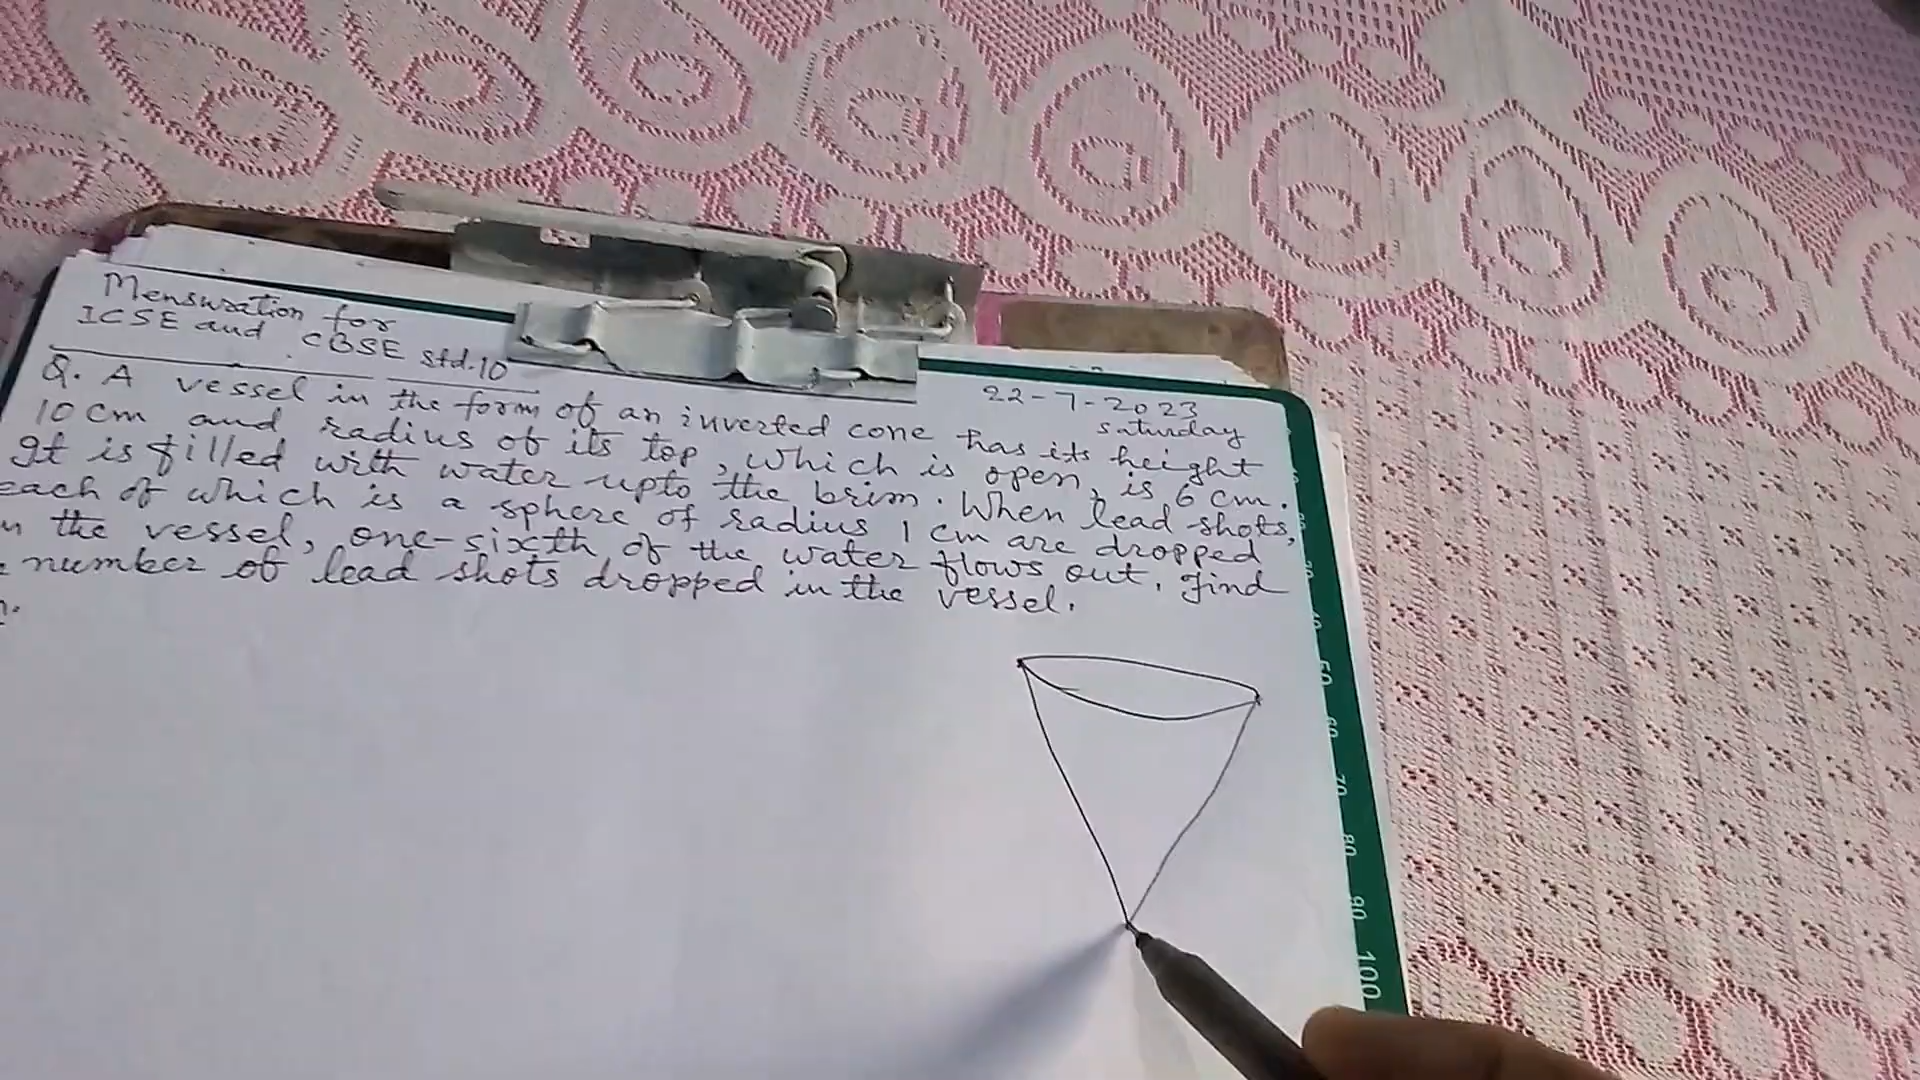 Mensuration for
ICSE and CBSE std.10
22-7-2023
saturday
Q. A vessel in the form of an inverted cone has its height
10 cm and radius of its top, which is open, is 6 cm.
It is filled with water upto the brim. When lead shots,
each of which is a sphere of radius 1 cm are dropped
the vessel, one-sixth of the water flows out. Find
number of lead shots dropped in the vessel.
50
60
70
80
90
100